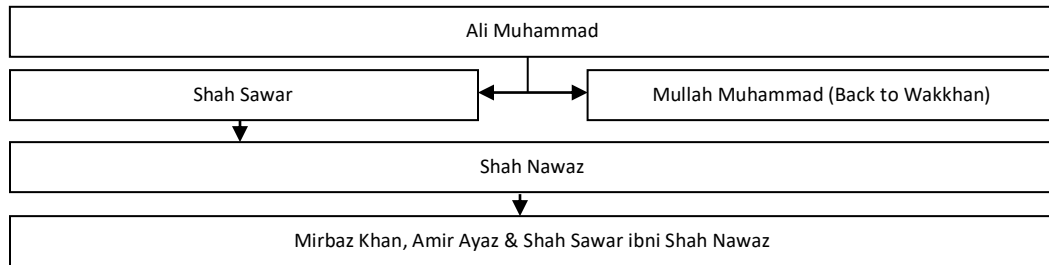 Ali Muhammad
Shah Sawar
Mullah Muhammad (Back to Wakkhan)
Shah Nawaz
Mirbaz Khan, Amir Ayaz & Shah Sawar ibni Shah Nawaz